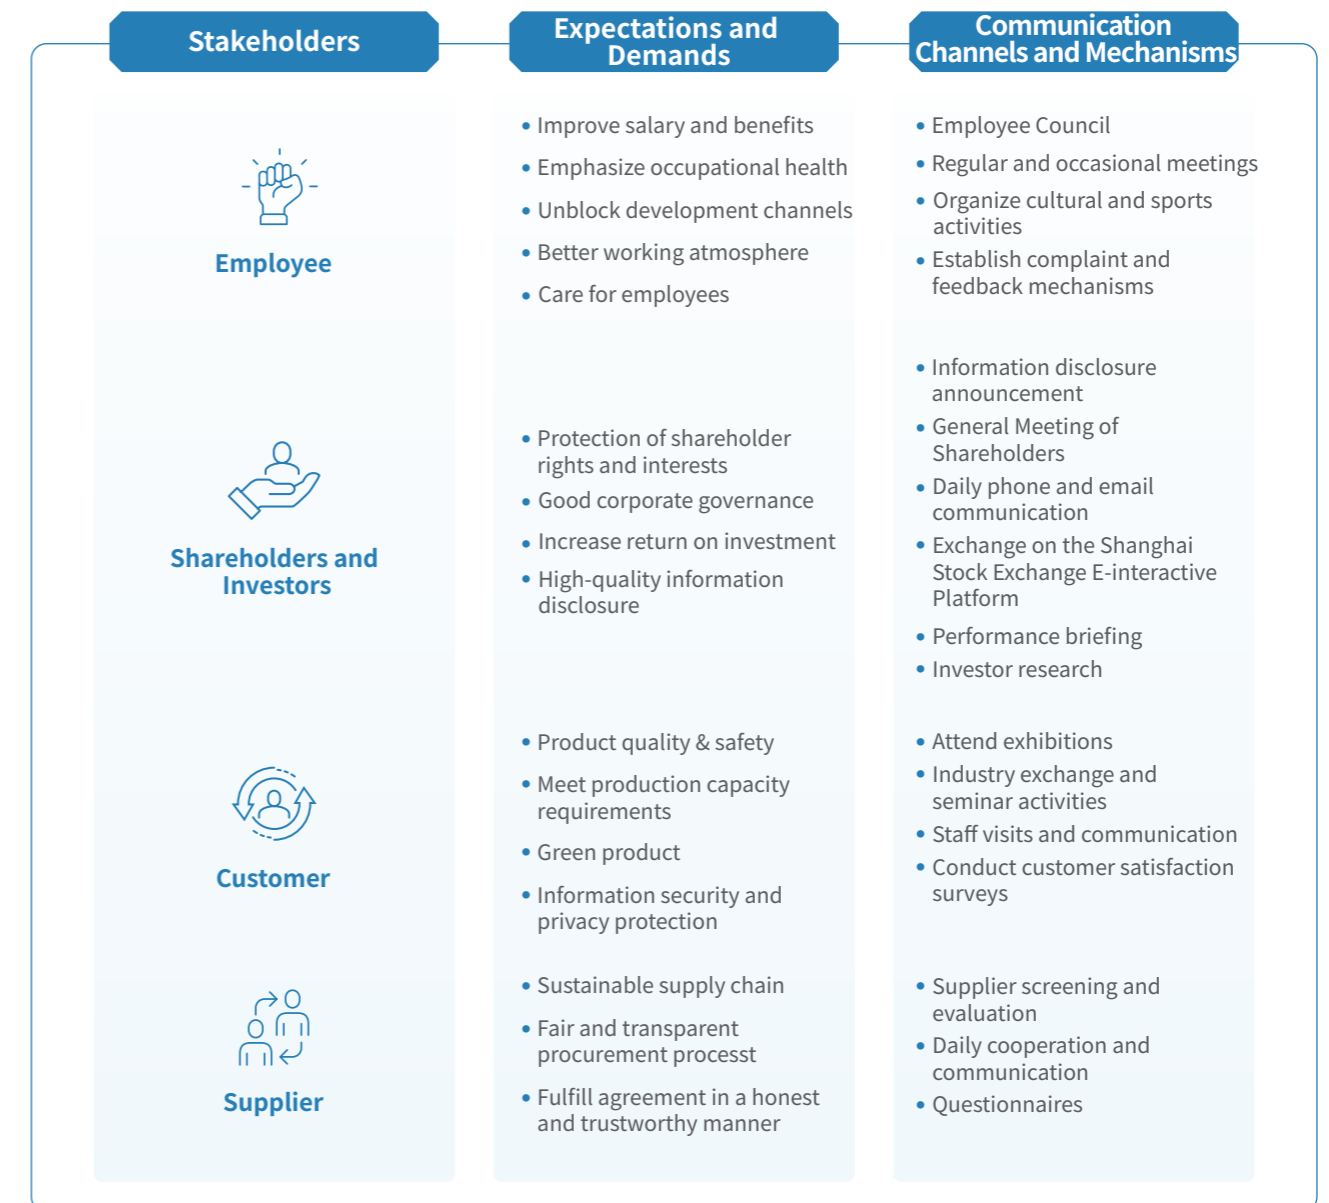 Stakeholders
Expectations and
Demands
Communication
Channels and Mechanisms
Employee
• Improve salary and benefits
• Emphasize occupational health
• Unblock development channels
• Better working atmosphere
• Care for employees
• Employee Council
• Regular and occasional meetings
• Organize cultural and sports
activities
• Establish complaint and
feedback mechanisms
Shareholders and
Investors
• Protection of shareholder
rights and interests
• Good corporate governance
• Increase return on investment
• High-quality information
disclosure
• Information disclosure
announcement
• General Meeting of
Shareholders
• Daily phone and email
communication
• Exchange on the Shanghai
Stock Exchange E-interactive
Platform
• Performance briefing
• Investor research
Customer
• Product quality & safety
• Meet production capacity
requirements
• Green product
• Information security and
privacy protection
• Attend exhibitions
• Industry exchange and
seminar activities
• Staff visits and communication
• Conduct customer satisfaction
surveys
Supplier
• Sustainable supply chain
• Fair and transparent
procurement processt
• Fulfill agreement in a honest
and trustworthy manner
• Supplier screening and
evaluation
• Daily cooperation and
communication
• Questionnaires